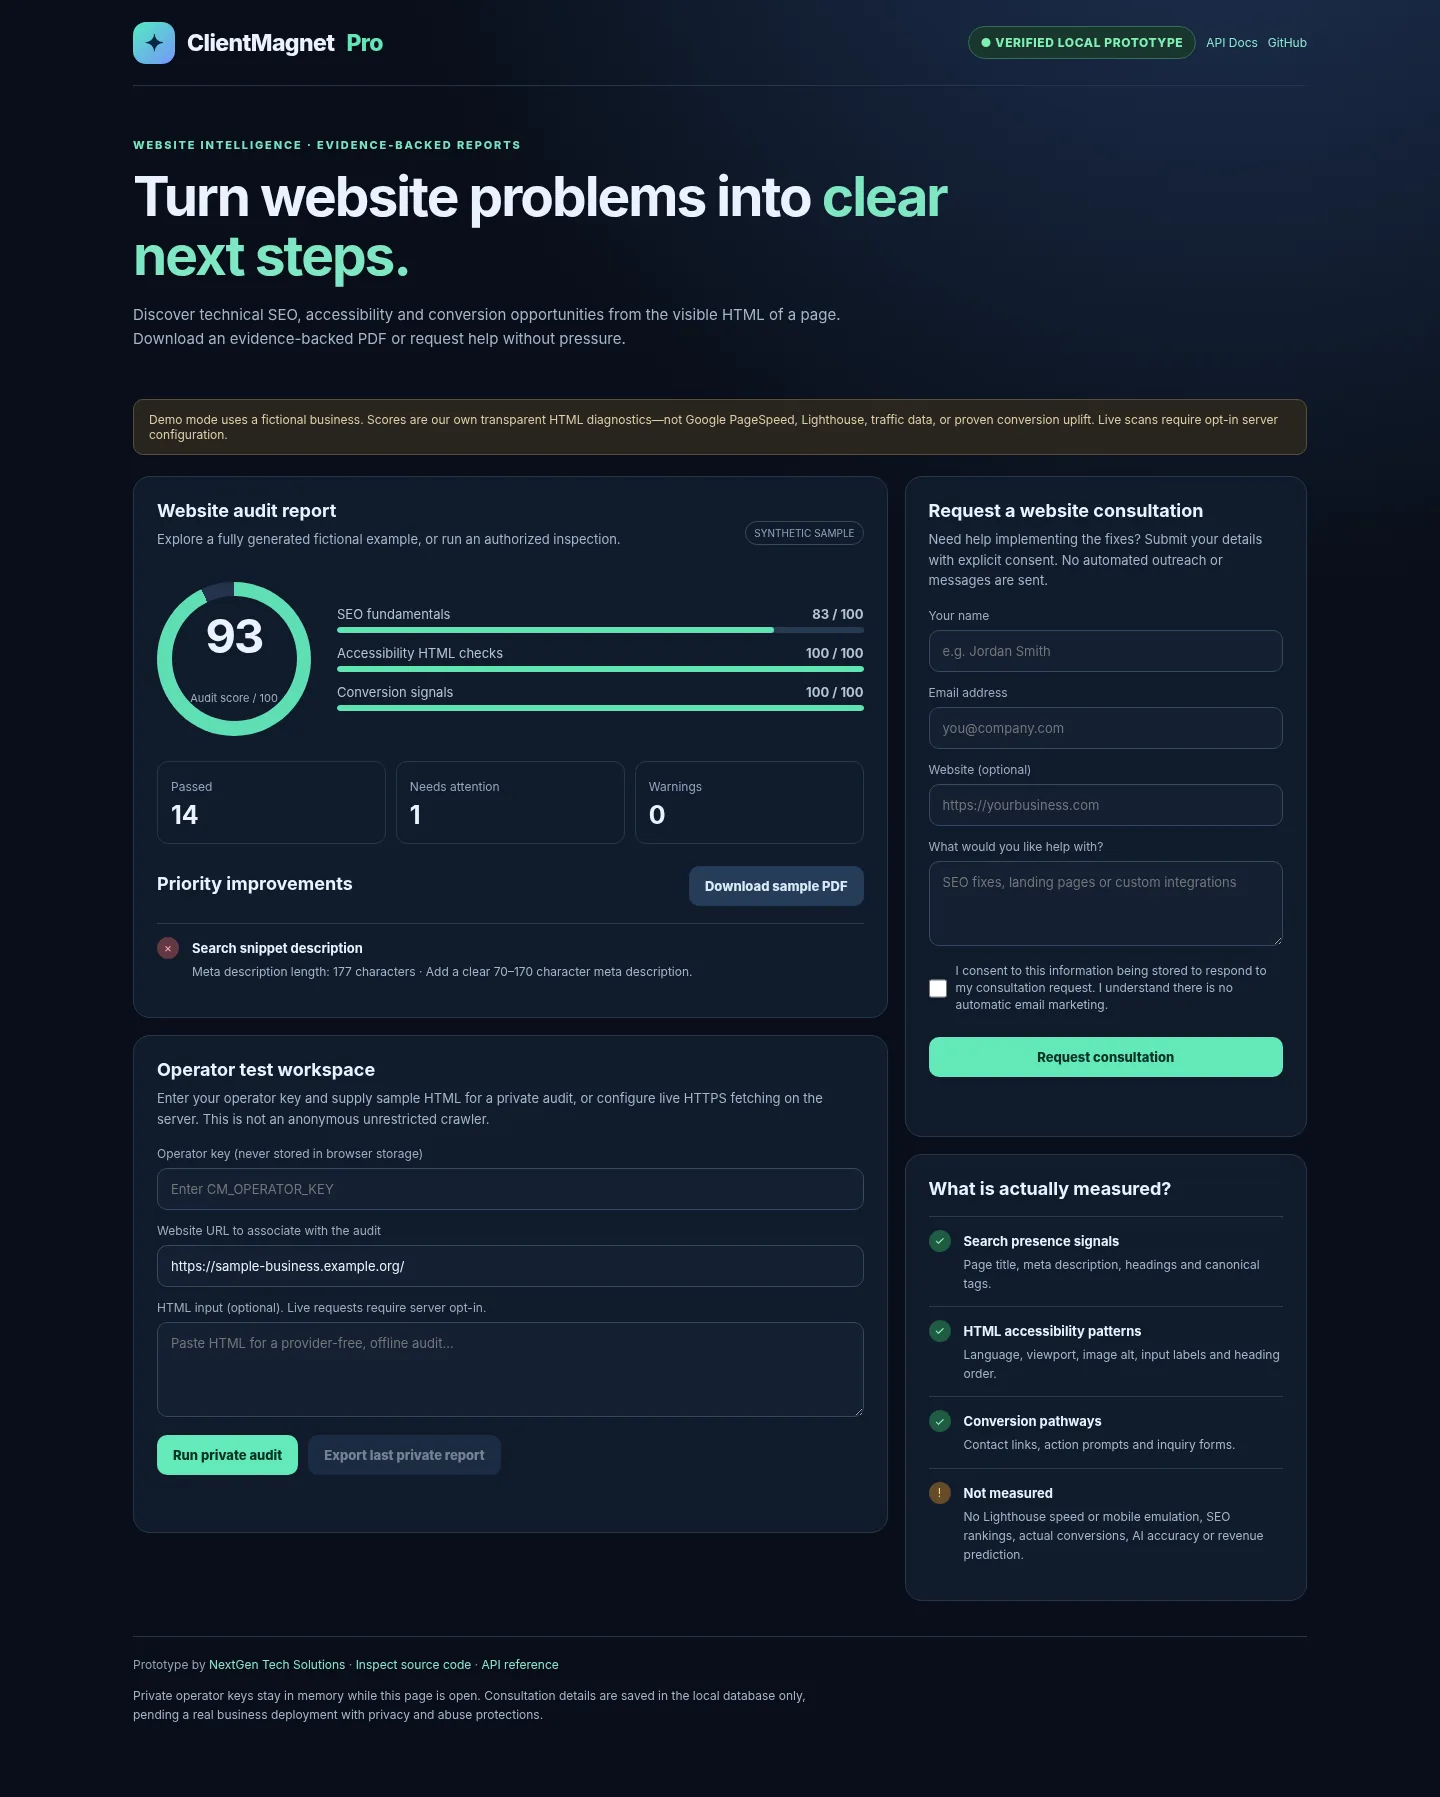 ClientMagnet Pro
VERIFIED LOCAL PROTOTYPE
API Docs
GitHub
WEBSITE INTELLIGENCE · EVIDENCE-BACKED REPORTS
Turn website problems into clear
next steps.
Discover technical SEO, accessibility and conversion opportunities from the visible HTML of a page.
Download an evidence-backed PDF or request help without pressure.
Demo mode uses a fictional business. Scores are our own transparent HTML diagnostics—not Google PageSpeed, Lighthouse, traffic data, or proven conversion uplift. Live scans require opt-in server
configuration.
Website audit report
Explore a fully generated fictional example, or run an authorized inspection.
SYNTHETIC SAMPLE
93
Audit score / 100
SEO fundamentals 83 / 100
Accessibility HTML checks 100 / 100
Conversion signals 100 / 100
Passed
14
Needs attention
1
Warnings
0
Priority improvements
Download sample PDF
× Search snippet description
Meta description length: 177 characters · Add a clear 70–170 character meta description.
Operator test workspace
Enter your operator key and supply sample HTML for a private audit, or configure live HTTPS fetching on the
server. This is not an anonymous unrestricted crawler.
Operator key (never stored in browser storage)
Enter CM_OPERATOR_KEY
Website URL to associate with the audit
https://sample-business.example.org/
HTML input (optional). Live requests require server opt-in.
Paste HTML for a provider-free, offline audit...
Run private audit
Export last private report
Request a website consultation
Need help implementing the fixes? Submit your details
with explicit consent. No automated outreach or
messages are sent.
Your name
e.g. Jordan Smith
Email address
you@company.com
Website (optional)
https://yourbusiness.com
What would you like help with?
SEO fixes, landing pages or custom integrations
I consent to this information being stored to respond to
my consultation request. I understand there is no
automatic email marketing.
Request consultation
What is actually measured?
✓ Search presence signals
Page title, meta description, headings and canonical
tags.
✓ HTML accessibility patterns
Language, viewport, image alt, input labels and heading
order.
✓ Conversion pathways
Contact links, action prompts and inquiry forms.
! Not measured
No Lighthouse speed or mobile emulation, SEO
rankings, actual conversions, AI accuracy or revenue
prediction.
Prototype by NextGen Tech Solutions · Inspect source code · API reference
Private operator keys stay in memory while this page is open. Consultation details are saved in the local database only,
pending a real business deployment with privacy and abuse protections.